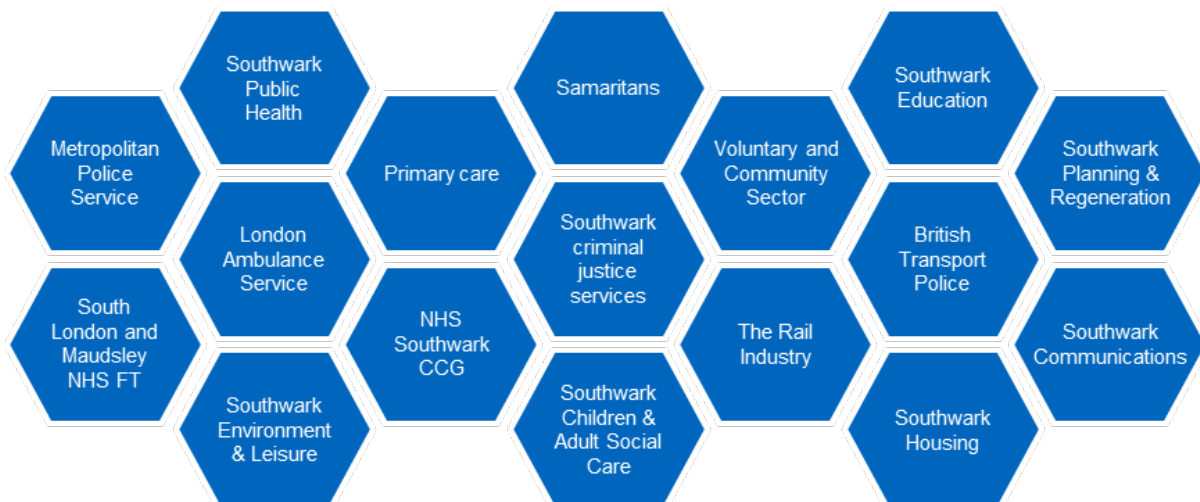 Southwark
Public
Health
Samaritans
Southwark
Education
Metropolitan
Police
Service
Primary care
Voluntary and
Community
Sector
Southwark
Planning &
Regeneration
London
Ambulance
Service
Southwark
criminal
justice
services
British
Transport
Police
South
London and
Maudsley
NHS FT
NHS
Southwark
CCG
The Rail
Industry
Southwark
Communications
Southwark
Environment
& Leisure
Southwark
Children &
Adult Social
Care
Southwark
Housing